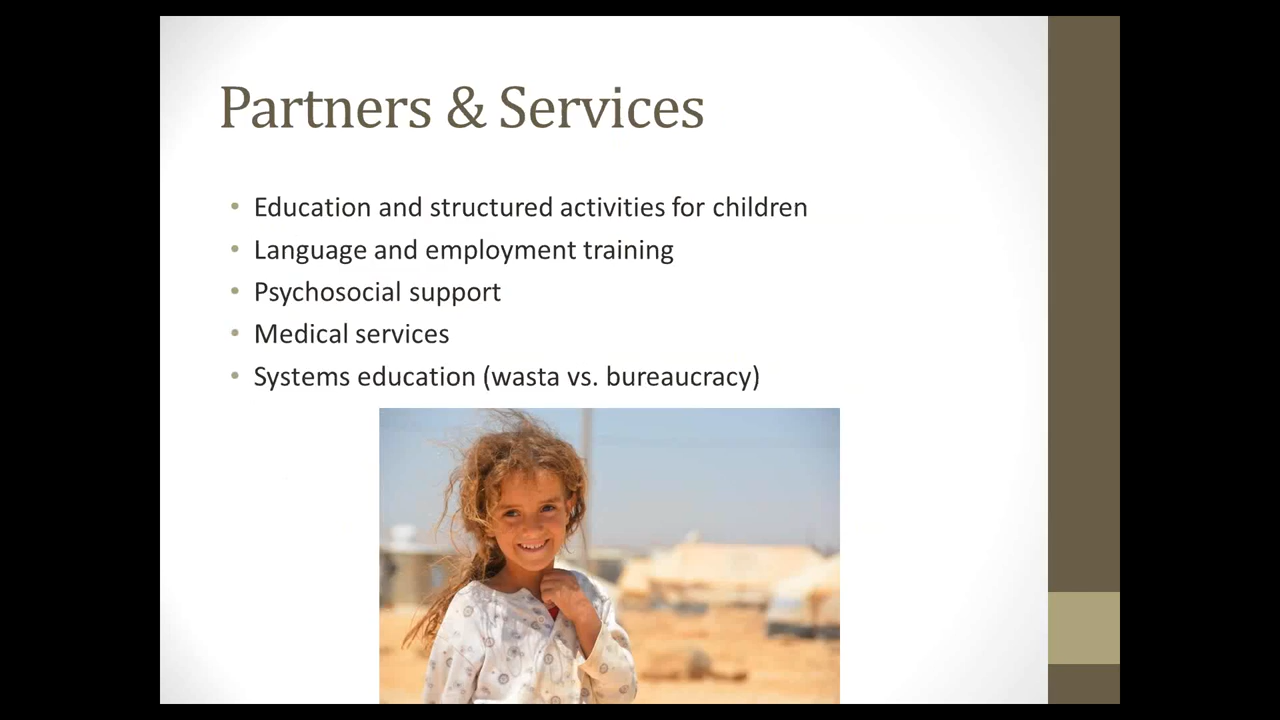 Partners & Services
• Education and structured activities for children
• Language and employment training
• Psychosocial support
• Medical services
• Systems education (wasta vs. bureaucracy)